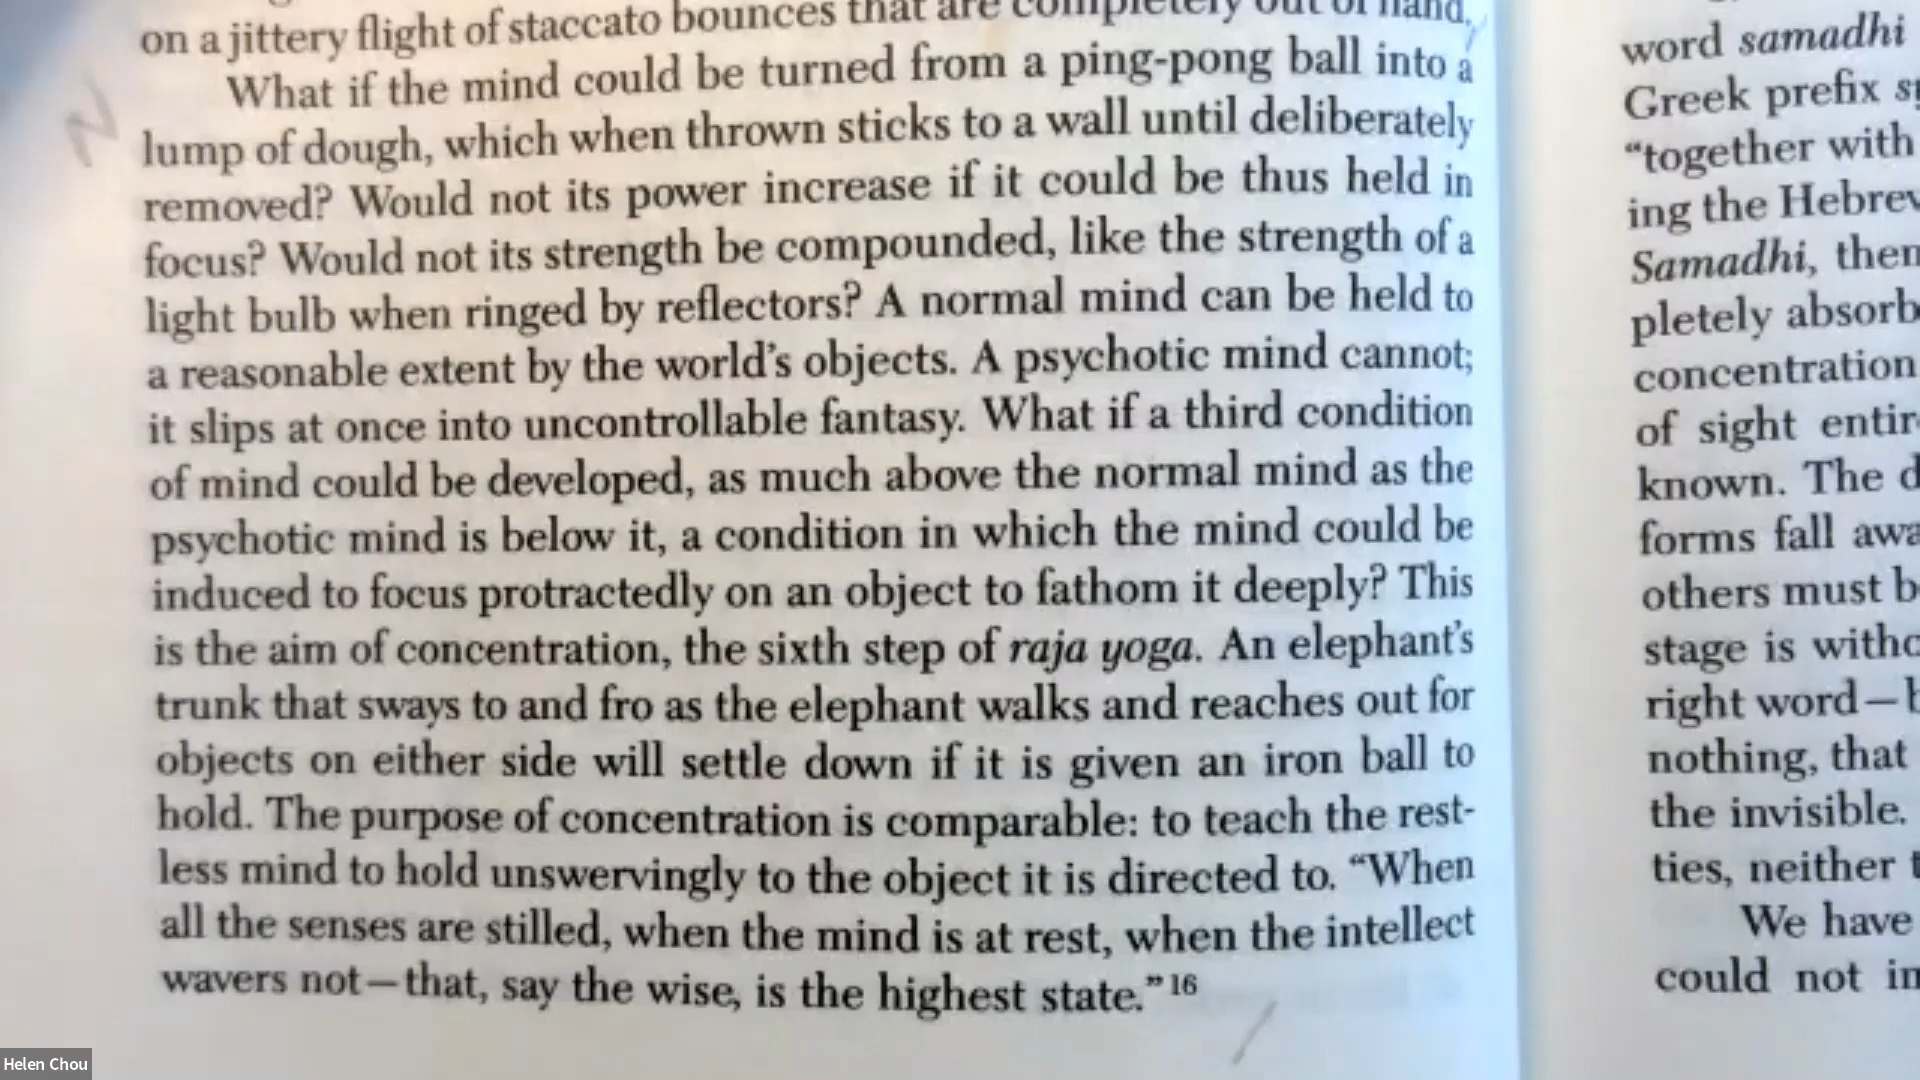 on a jittery flight of staccato bounces that are completely out of hand.
What if the mind could be turned from a ping-pong ball into a
lump of dough, which when thrown sticks to a wall until deliberately
removed? Would not its power increase if it could be thus held in
focus? Would not its strength be compounded, like the strength of a
light bulb when ringed by reflectors? A normal mind can be held to
a reasonable extent by the world’s objects. A psychotic mind cannot;
it slips at once into uncontrollable fantasy. What if a third condition
of mind could be developed, as much above the normal mind as the
psychotic mind is below it, a condition in which the mind could be
induced to focus protractedly on an object to fathom it deeply? This
is the aim of concentration, the sixth step of raja yoga. An elephant’s
trunk that sways to and fro as the elephant walks and reaches out for
objects on either side will settle down if it is given an iron ball to
hold. The purpose of concentration is comparable: to teach the rest-
less mind to hold unswervingly to the object it is directed to. “When
all the senses are stilled, when the mind is at rest, when the intellect
wavers not—that, say the wise, is the highest state.”16
word samadhi
Greek prefix
“together with
ing the
Samadhi,
concentration
of sight
known. The
forms fall
others must
stage is
right word—
nothing, that
the invisible.
ties, neither
We have
could not
Helen Chou